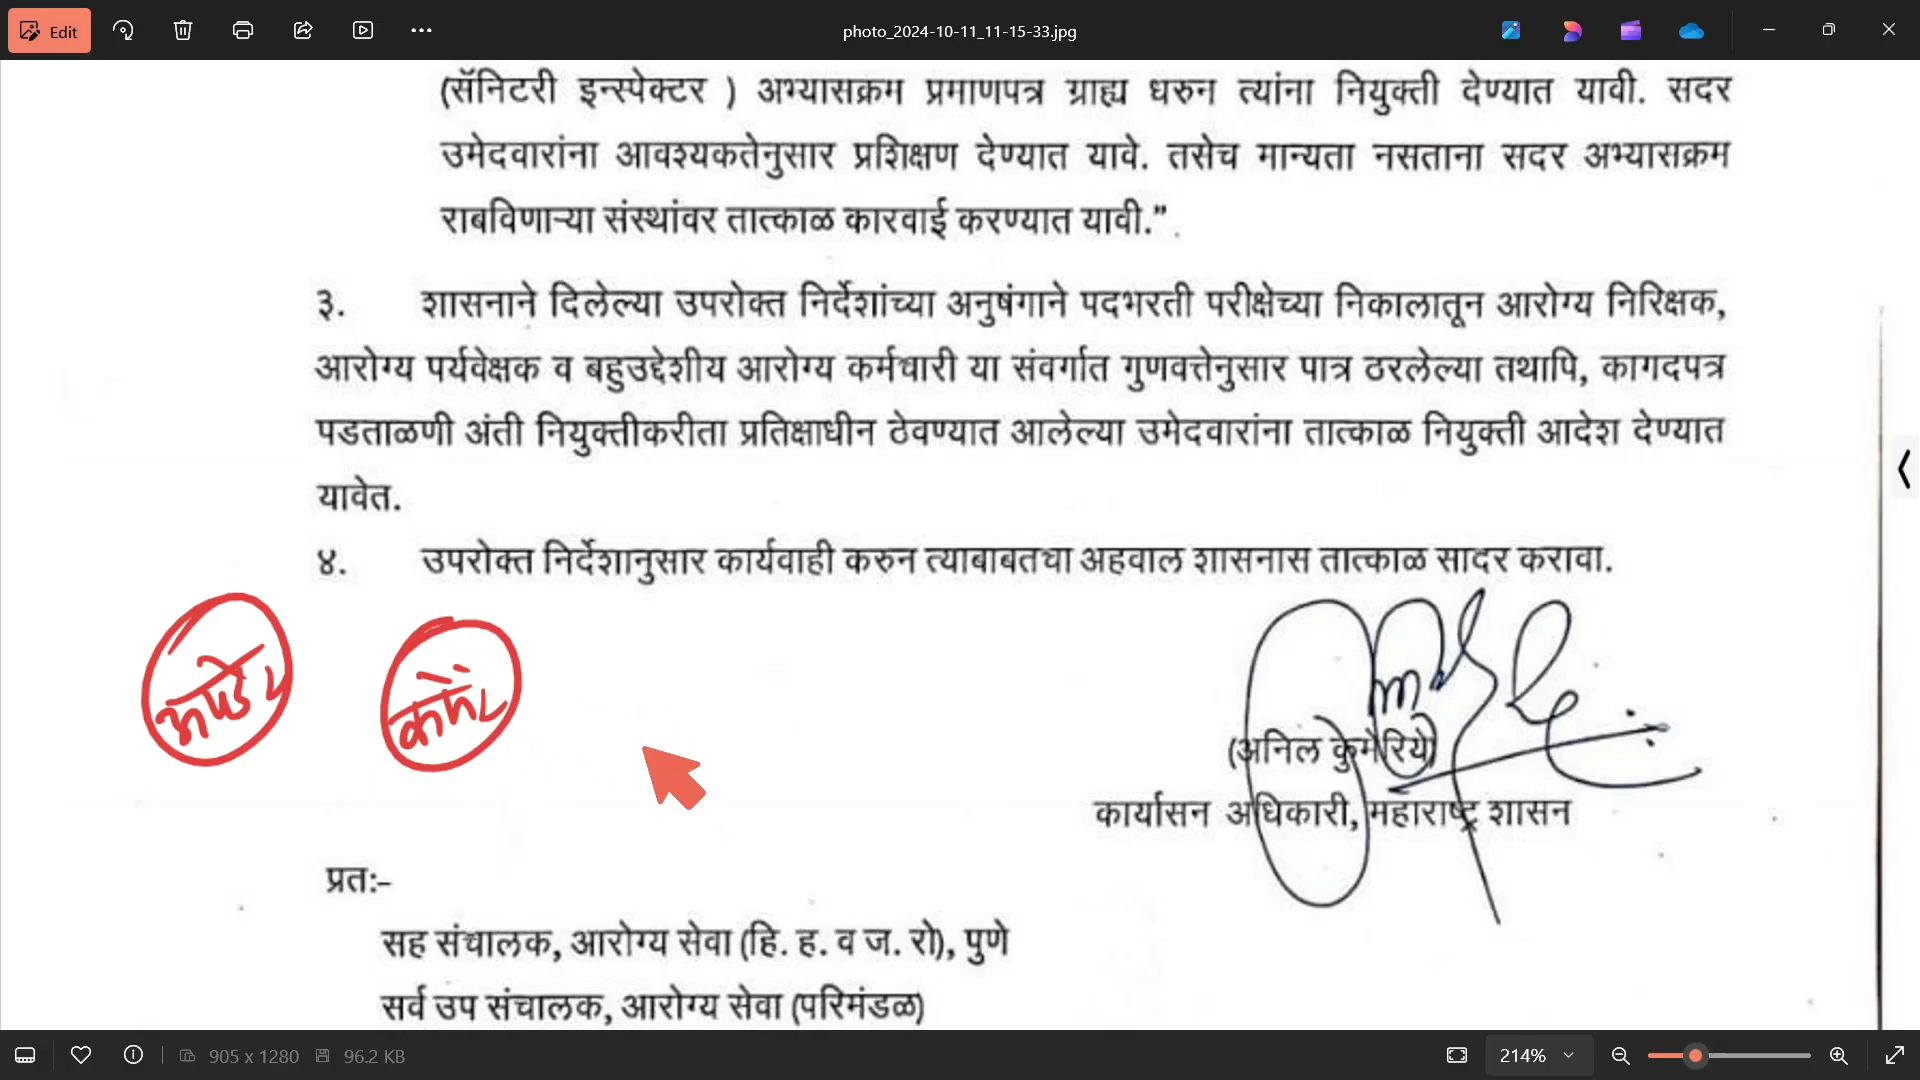 Edit
photo_2024-10-11_11-15-33.jpg
(सॅनिटरी इन्स्पेक्टर ) अभ्यासक्रम प्रमाणपत्र ग्राह्य धरुन त्यांना नियुक्ती देण्यात यावी. सदर
उमेदवारांना आवश्यकतेनुसार प्रशिक्षण देण्यात यावे. तसेच मान्यता नसताना सदर अभ्यासक्रम
राबविणाऱ्या संस्थांवर तात्काळ कारवाई करण्यात यावी.”.
३. शासनाने दिलेल्या उपरोक्त निर्देशांच्या अनुषंगाने पदभरती परीक्षेच्या निकालातून आरोग्य निरिक्षक,
आरोग्य पर्यवेक्षक व बहुउद्देशीय आरोग्य कर्मचारी या संवर्गात गुणवत्तेनुसार पात्र ठरलेल्या तथापि, कागदपत्र
पडताळणी अंती नियुक्तीकरीता प्रतिक्षाधीन ठेवण्यात आलेल्या उमेदवारांना तात्काळ नियुक्ती आदेश देण्यात
यावेत.
४. उपरोक्त निर्देशानुसार कार्यवाही करुन त्याबाबतचा अहवाल शासनास तात्काळ सादर करावा.
(अनिल कुमेरिये)
कार्यासन अधिकारी, महाराष्ट्र शासन
प्रतः-
सह संचालक, आरोग्य सेवा (हि. ह. व ज. रो), पुणे
सर्व उप संचालक, आरोग्य सेवा (परिमंडळ)
905 x 1280 96.2 KB 214%